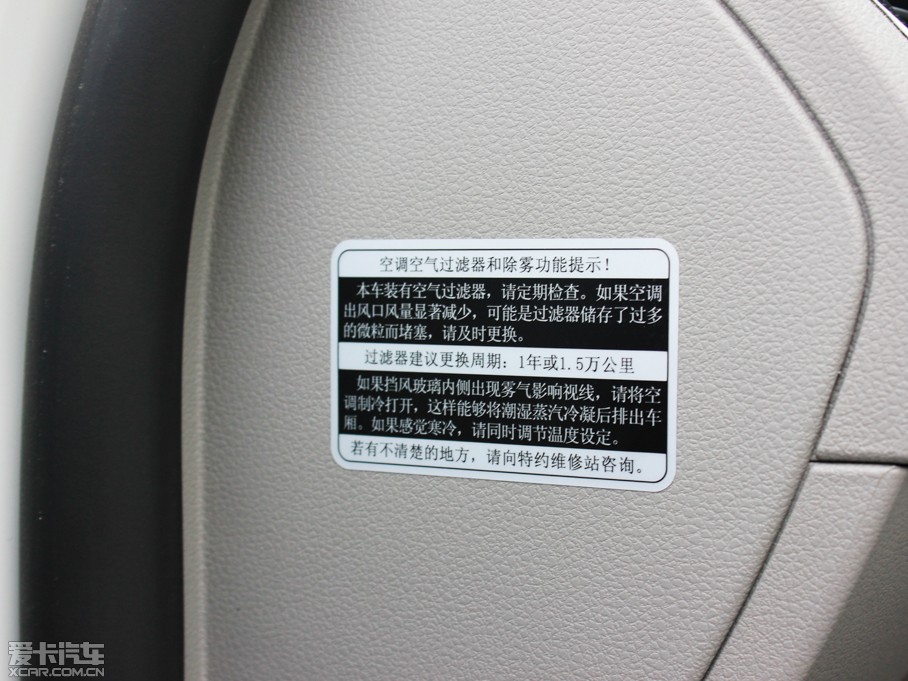 空调空气过滤器和除雾功能提示！
本车装有空气过滤器，请定期检查。如果空调
出风口风量显著减少，可能是过滤器储存了过多
的微粒而堵塞，请及时更换。
过滤器建议更换周期：1年或1.5万公里
如果挡风玻璃内侧出现雾气影响视线，请将空
调制冷打开，这样能够将潮湿蒸汽冷凝后排出车
厢。如果感觉寒冷，请同时调节温度设定。
若有不清楚的地方，请向特约维修站咨询。
爱卡汽车
XCAR.COM.CN